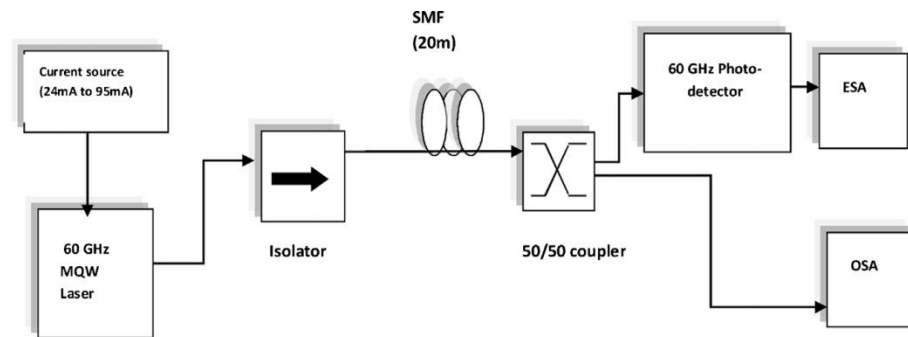 SMF
(20m)
Current source
(24mA to 95mA)
60 GHz Photo-
detector
ESA
60 GHz
MQW
Laser
Isolator
50/50 coupler
OSA